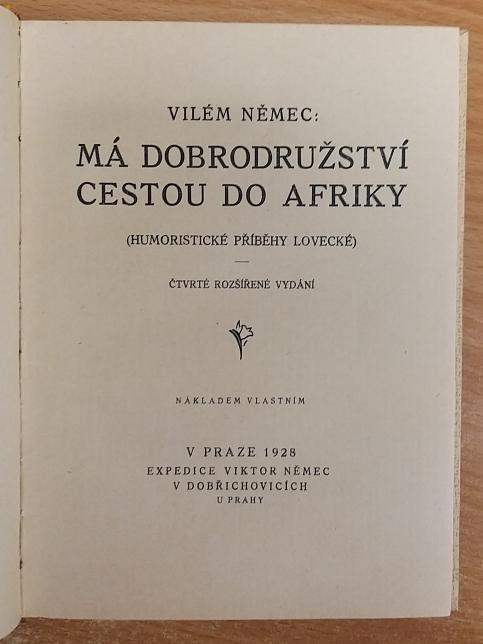 VILÉM NĚMEC:
MÁ DOBRODRUŽSTVÍ
CESTOU DO AFRIKY
(HUMORISTICKÉ PŘÍBĚHY LOVECKÉ)
ČTVRTÉ ROZŠÍŘENÉ VYDÁNÍ
NÁKLADEM VLASTNÍM
V PRAZE 1928
EXPEDICE VIKTOR NĚMEC
V DOBŘICHOVICÍCH
U PRAHY